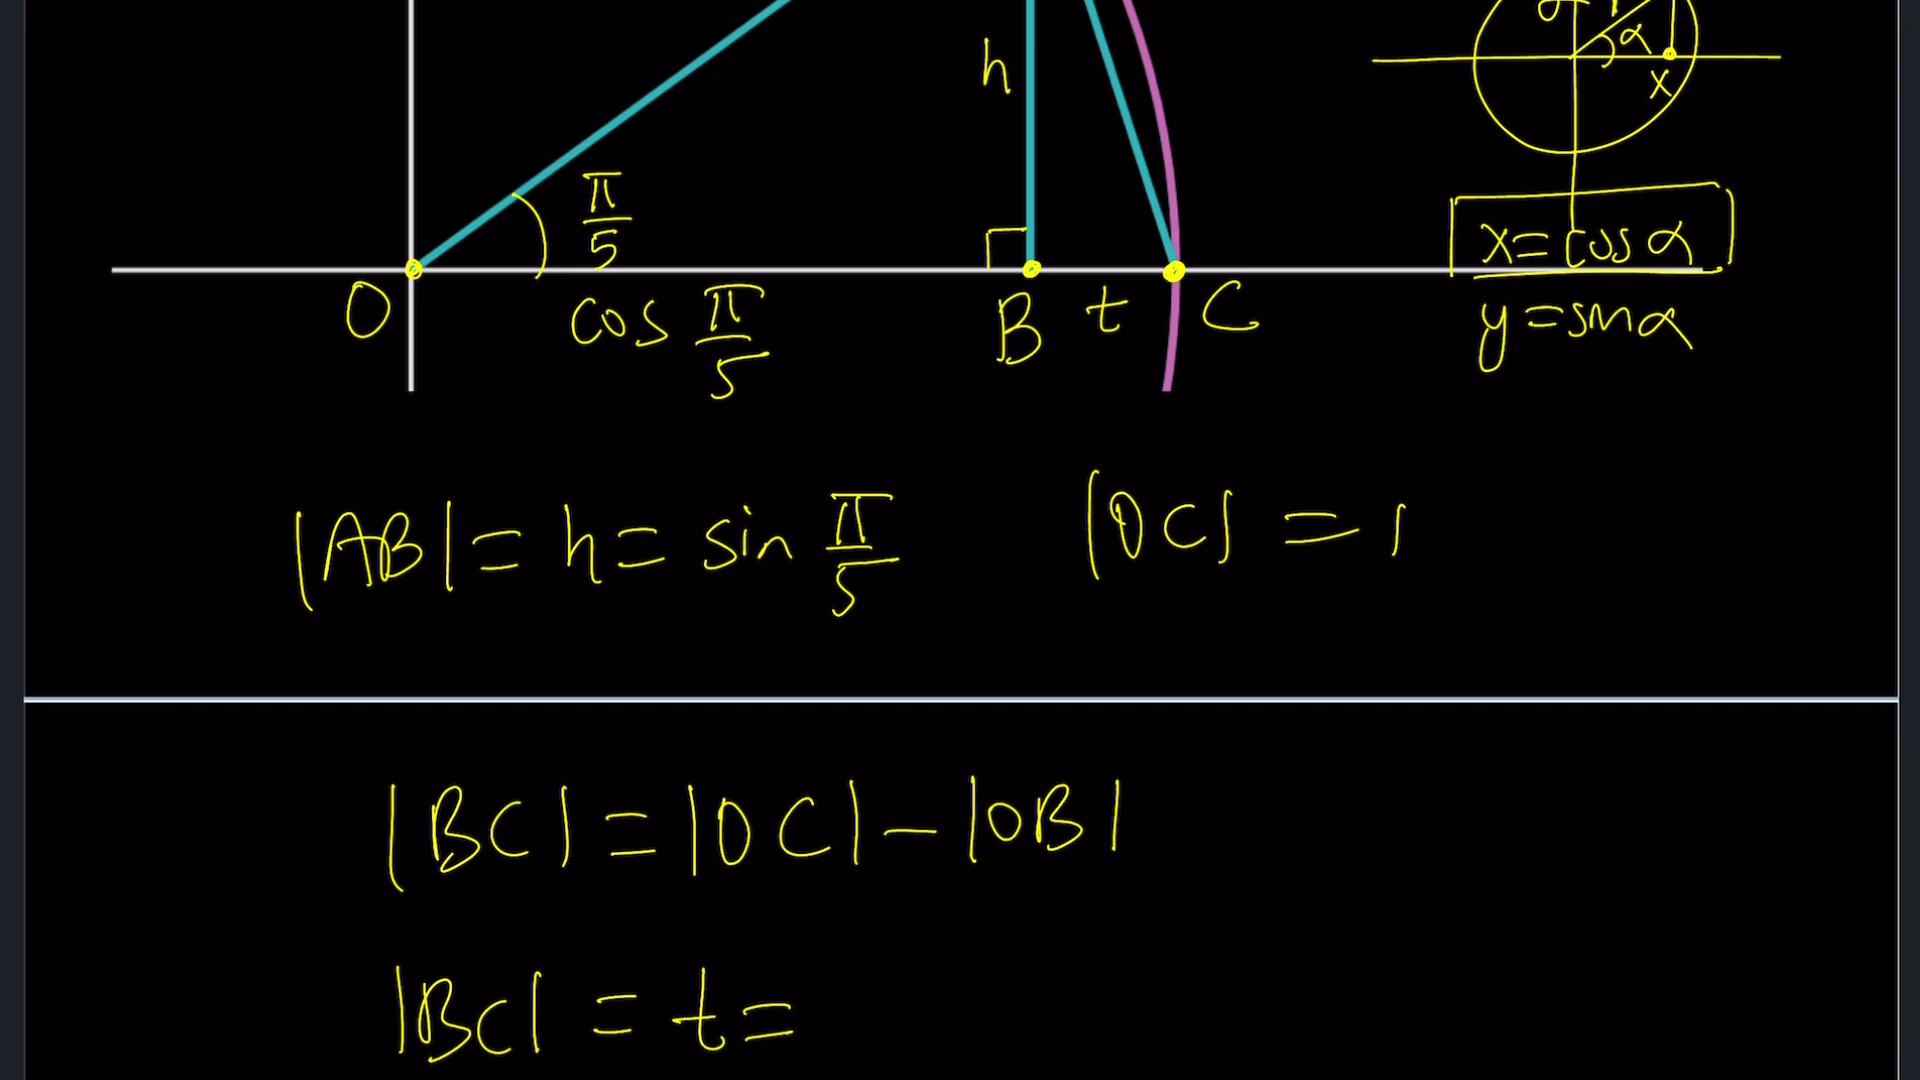 h
α
x
π/5
x = cos α
O
cos π/5
B
t
C
y = sin α
|AB| = h = sin π/5
|OC| = 1
|BC| = |OC| - |OB|
|BC| = t =